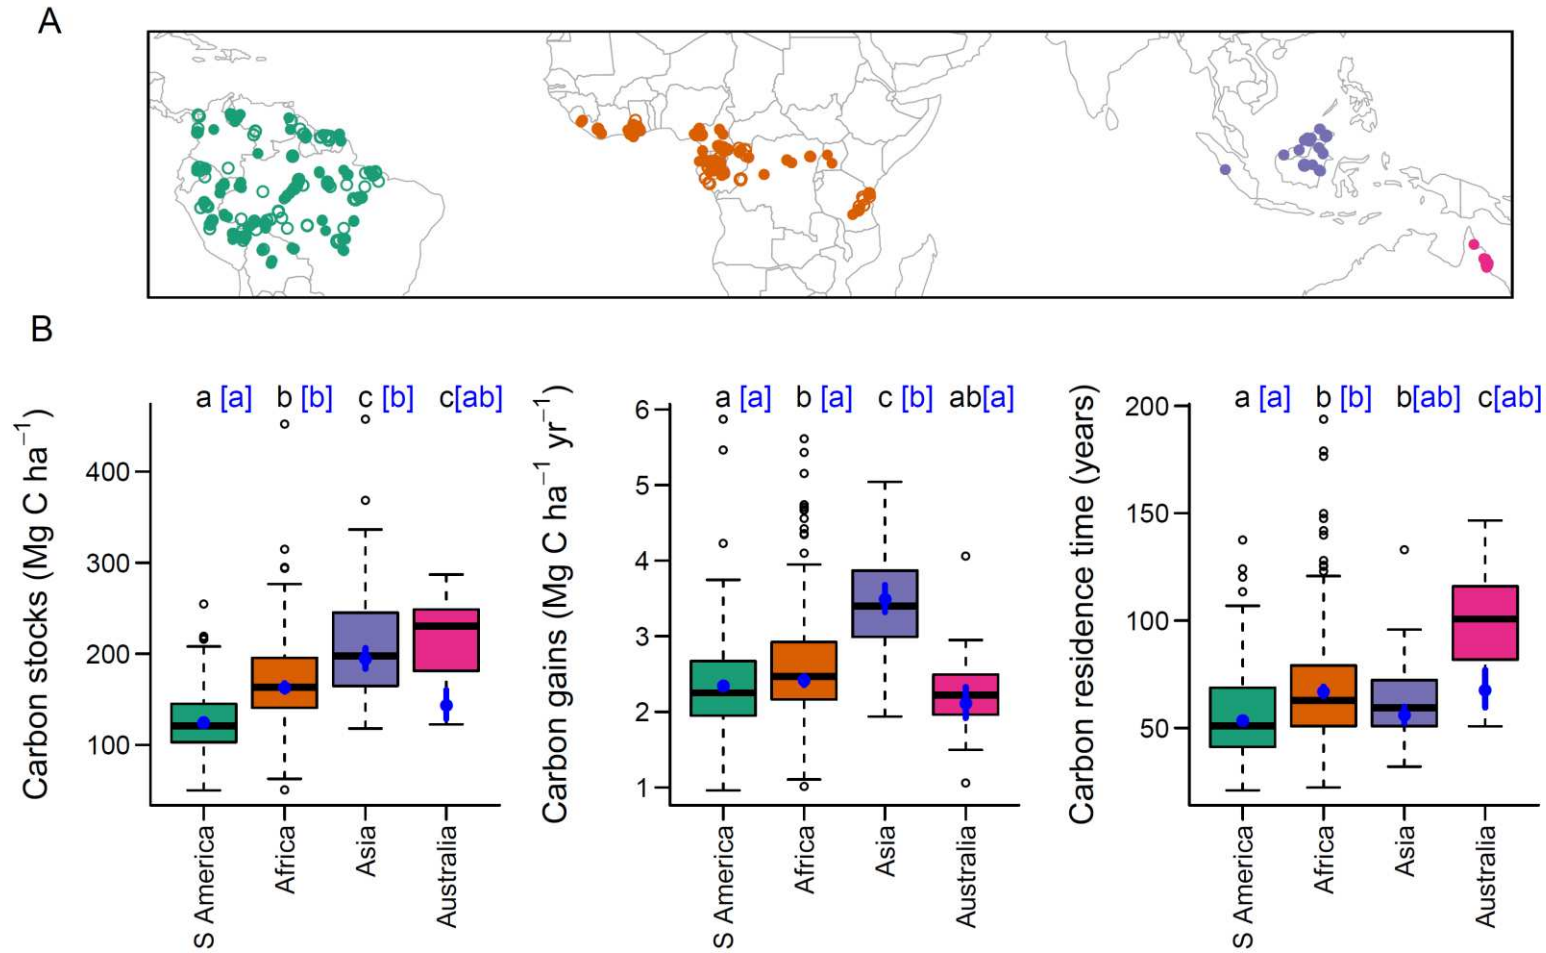 A
B
a [a] b [b] c [b] c[ab]
Carbon stocks (Mg C ha−1)
400
300
200
100
S America
Africa
Asia
Australia
a [a] b [a] c [b] ab[a]
Carbon gains (Mg C ha−1 yr−1)
6
5
4
3
2
1
S America
Africa
Asia
Australia
a [a] b [b] b[ab] c[ab]
Carbon residence time (years)
200
150
100
50
S America
Africa
Asia
Australia